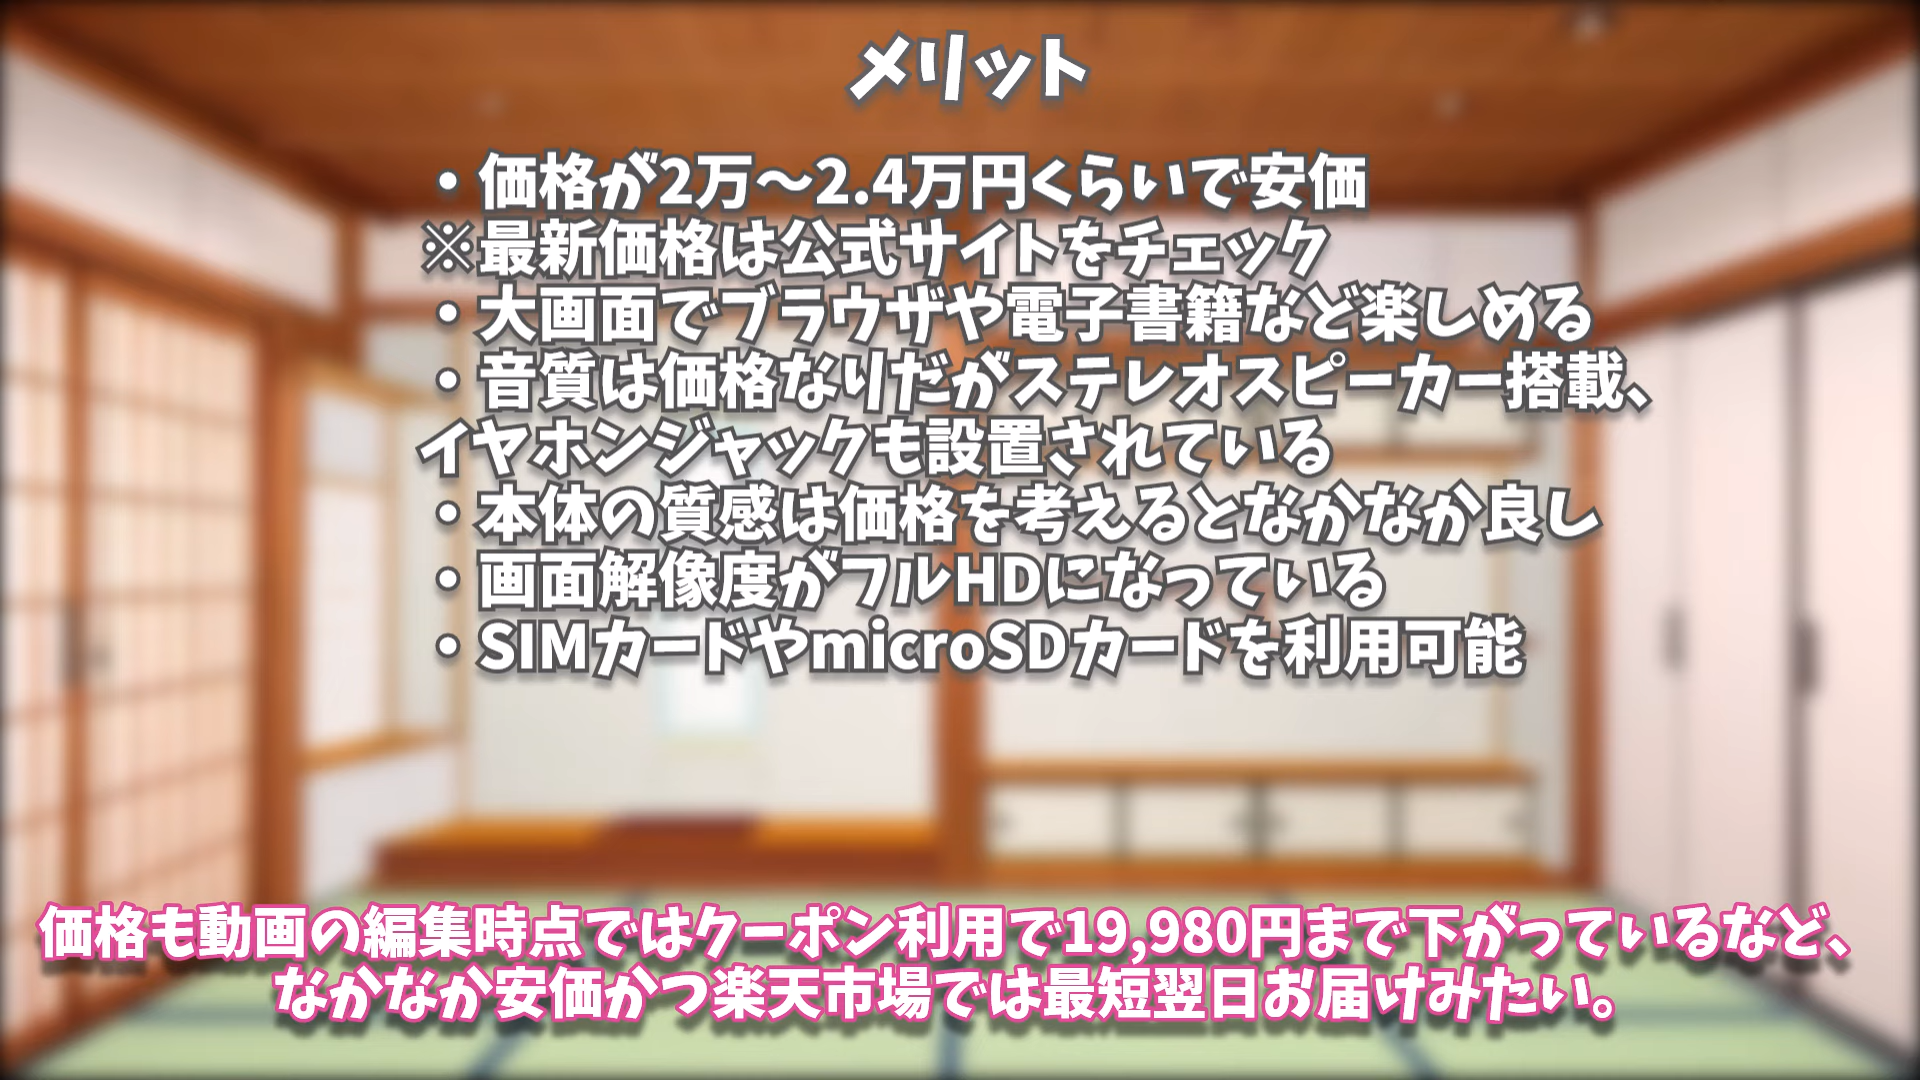 メリット
・価格が2万～2.4万円くらいで安価
※最新価格は公式サイトをチェック
・大画面でブラウザや電子書籍など楽しめる
・音質は価格なりだがステレオスピーカー搭載、
イヤホンジャックも設置されている
・本体の質感は価格を考えるとなかなか良し
・画面解像度がフルHDになっている
・SIMカードやmicroSDカードを利用可能
価格も動画の編集時点ではクーポン利用で19,980円まで下がっているなど、
なかなか安価かつ楽天市場では最短翌日お届けみたい。